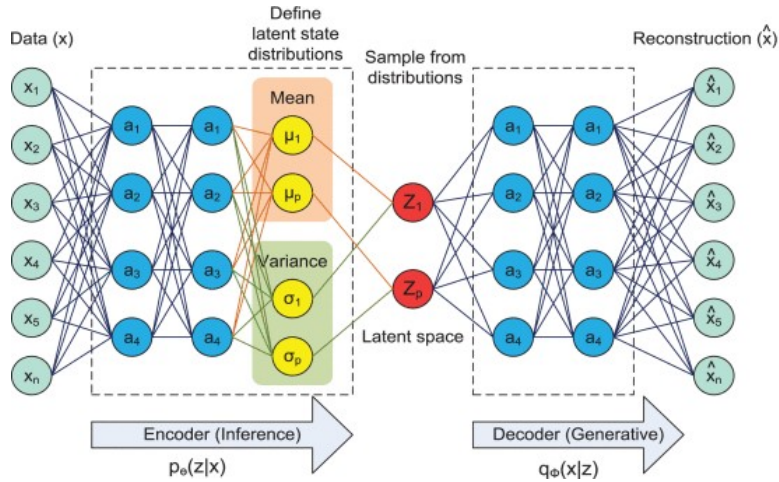 Data (x)
Define
latent state
distributions
Sample from
distributions
Reconstruction (x̂)
Mean
Variance
x₁
x₂
x₃
x₄
x₅
xₙ
a₁
a₂
a₃
a₄
a₁
a₂
a₃
a₄
μ₁
μₚ
σ₁
σₚ
Z₁
Zₚ
Latent space
a₁
a₂
a₃
a₄
a₁
a₂
a₃
a₄
x̂₁
x̂₂
x̂₃
x̂₄
x̂₅
x̂ₙ
Encoder (Inference)
p_θ(z|x)
Decoder (Generative)
q_Φ(x|z)